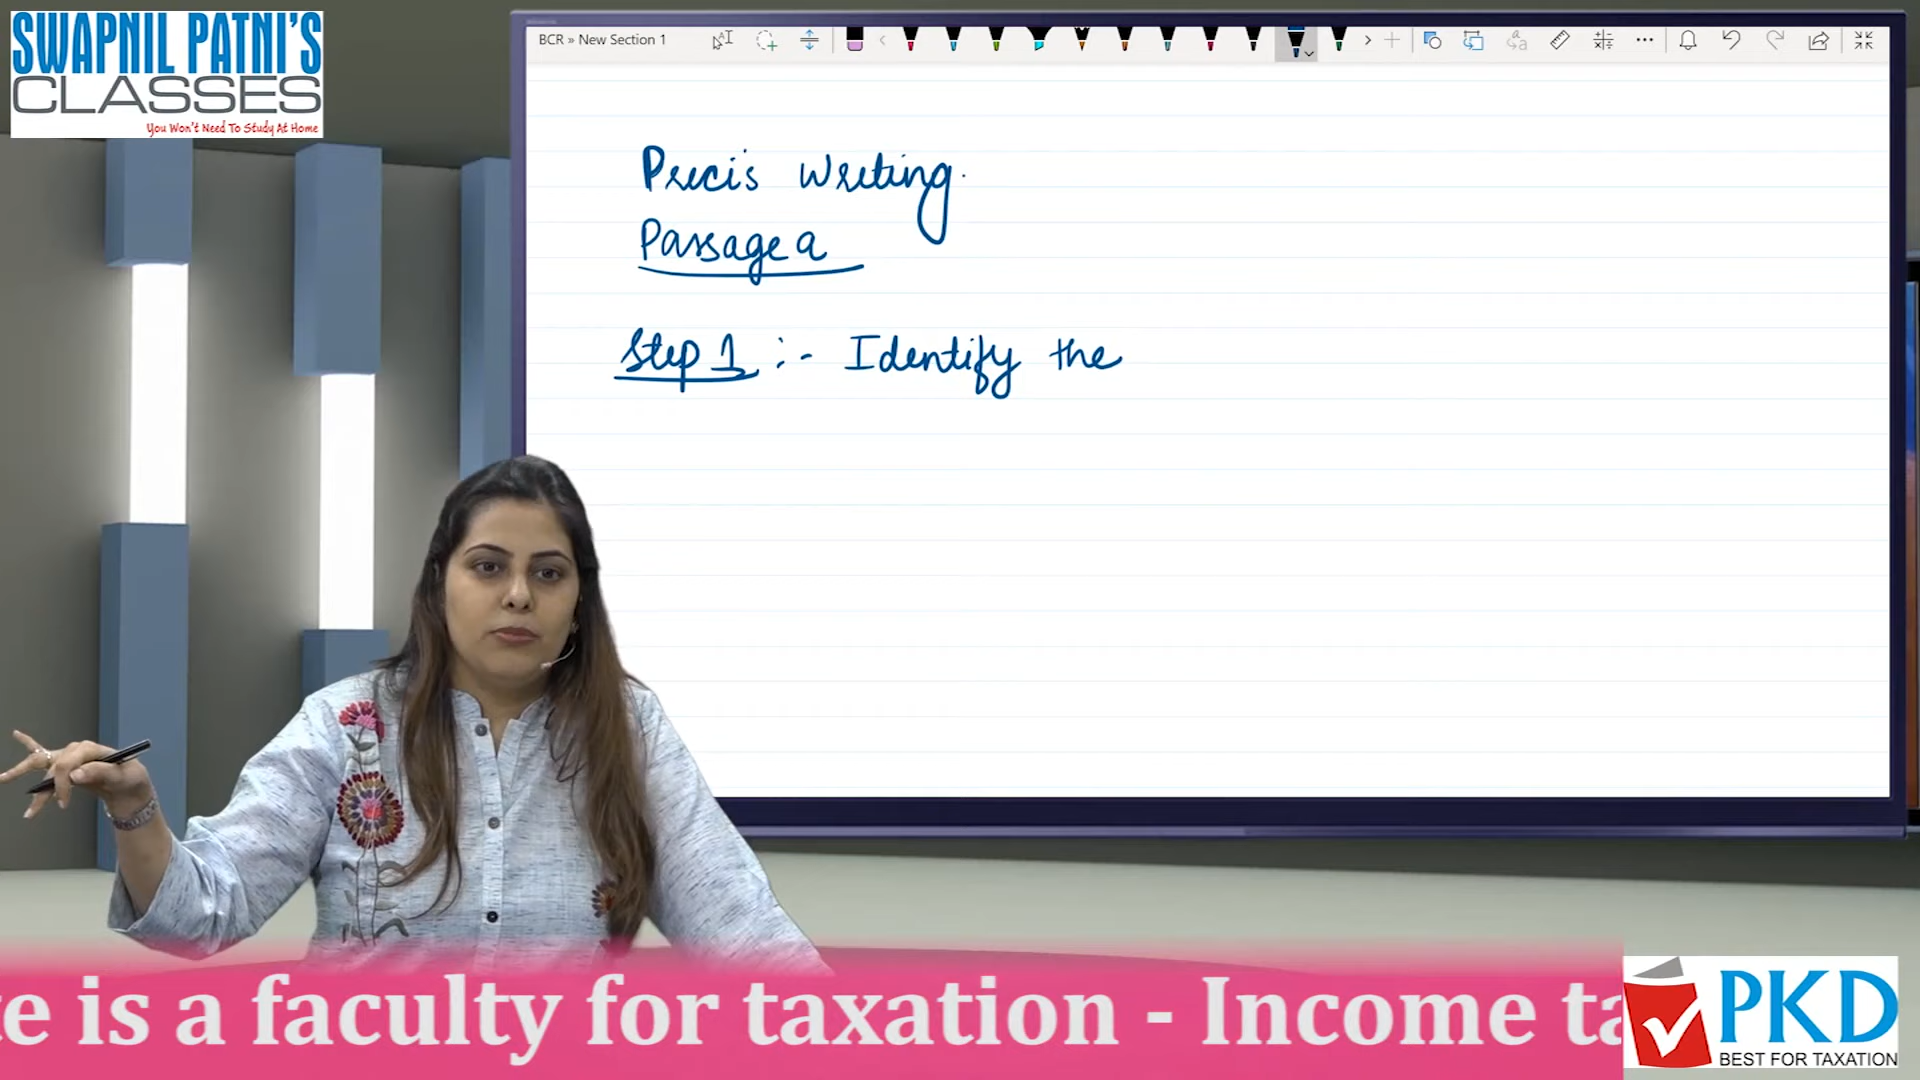 SWAPNIL PATNI'S
CLASSES
You Won't Need To Study At Home
BCR » New Section 1
Precis Writing.
Passage a
Step 1 :- Identify the
te is a faculty for taxation - Income ta
PKD
BEST FOR TAXATION